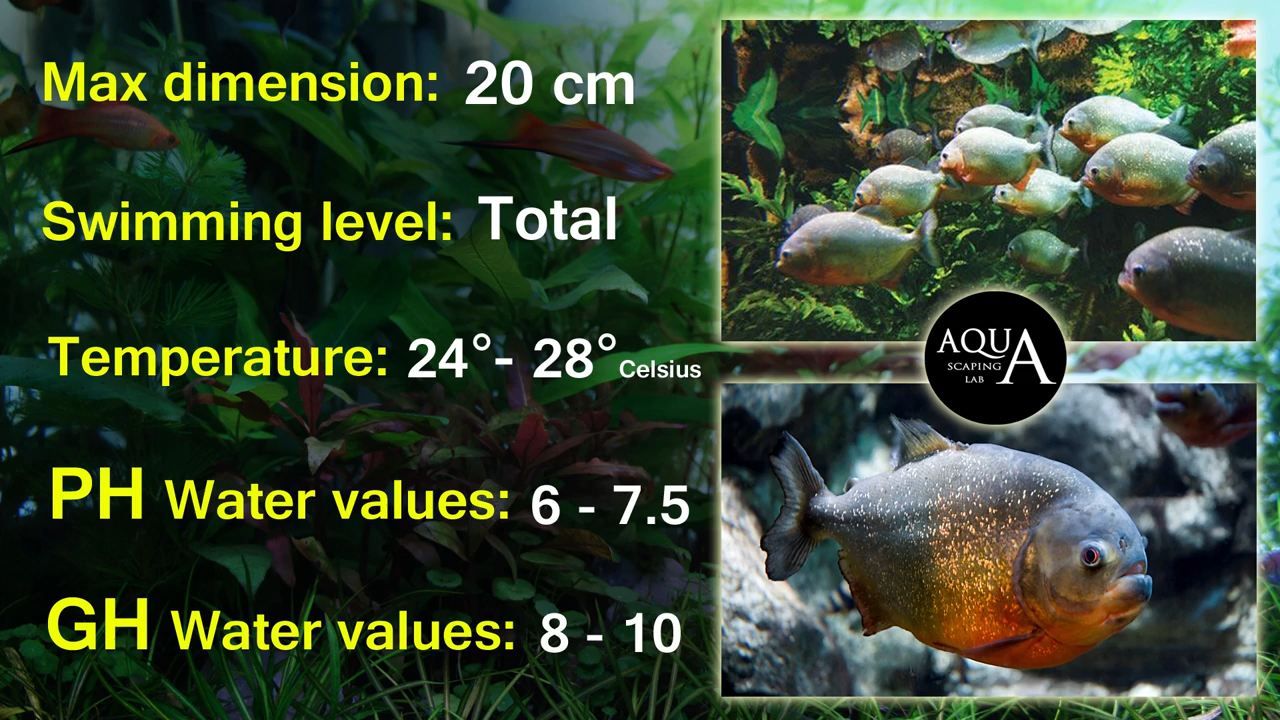 Max dimension: 20 cm
Swimming level: Total
Temperature: 24°- 28° Celsius
PH Water values: 6 - 7.5
GH Water values: 8 - 10
AQUA
SCAPING
LAB